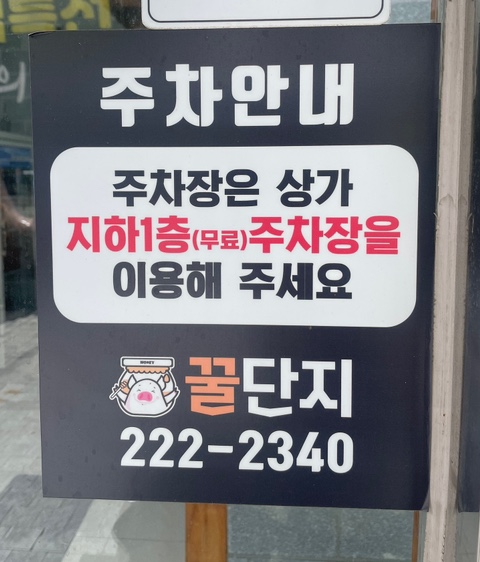 주차안내
주차장은 상가
지하1층(무료)주차장을
이용해 주세요
HONEY
꿀단지
222-2340